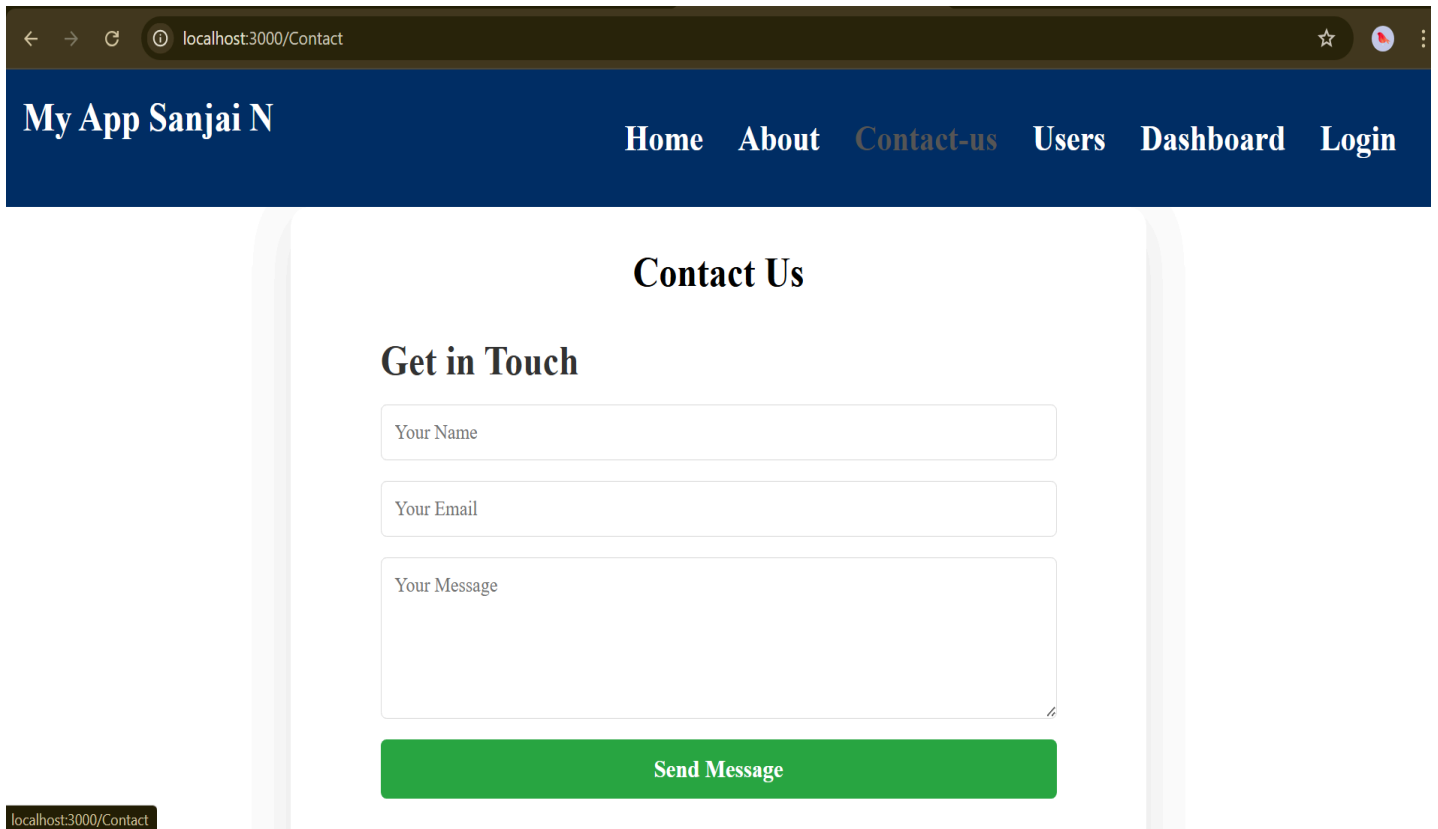 localhost:3000/Contact
My App Sanjai N
Home About Contact-us Users Dashboard Login
Contact Us
Get in Touch
Your Name
Your Email
Your Message
Send Message
localhost:3000/Contact